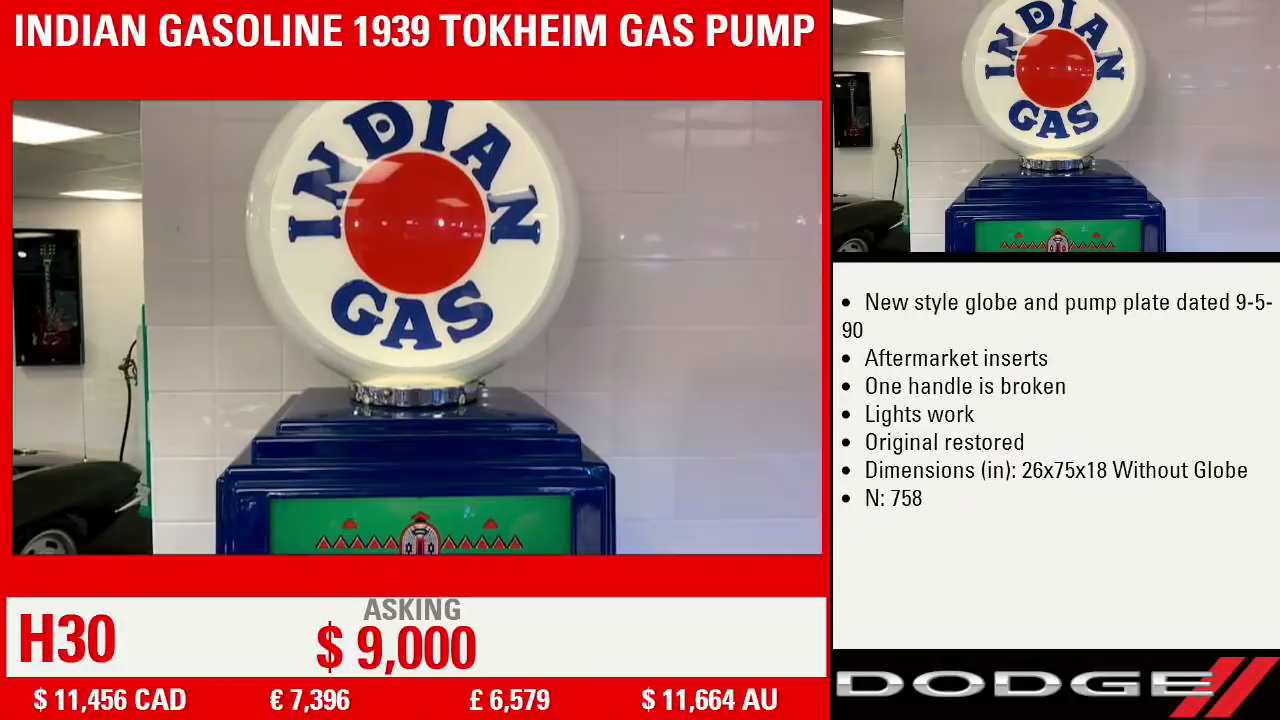 INDIAN GASOLINE 1939 TOKHEIM GAS PUMP
INDIAN
GAS
INDIAN
GAS
• New style globe and pump plate dated 9-5-
90
• Aftermarket inserts
• One handle is broken
• Lights work
• Original restored
• Dimensions (in): 26x75x18 Without Globe
• N: 758
H30
ASKING
$ 9,000
$ 11,456 CAD € 7,396 £ 6,579 $ 11,664 AU
DODGE